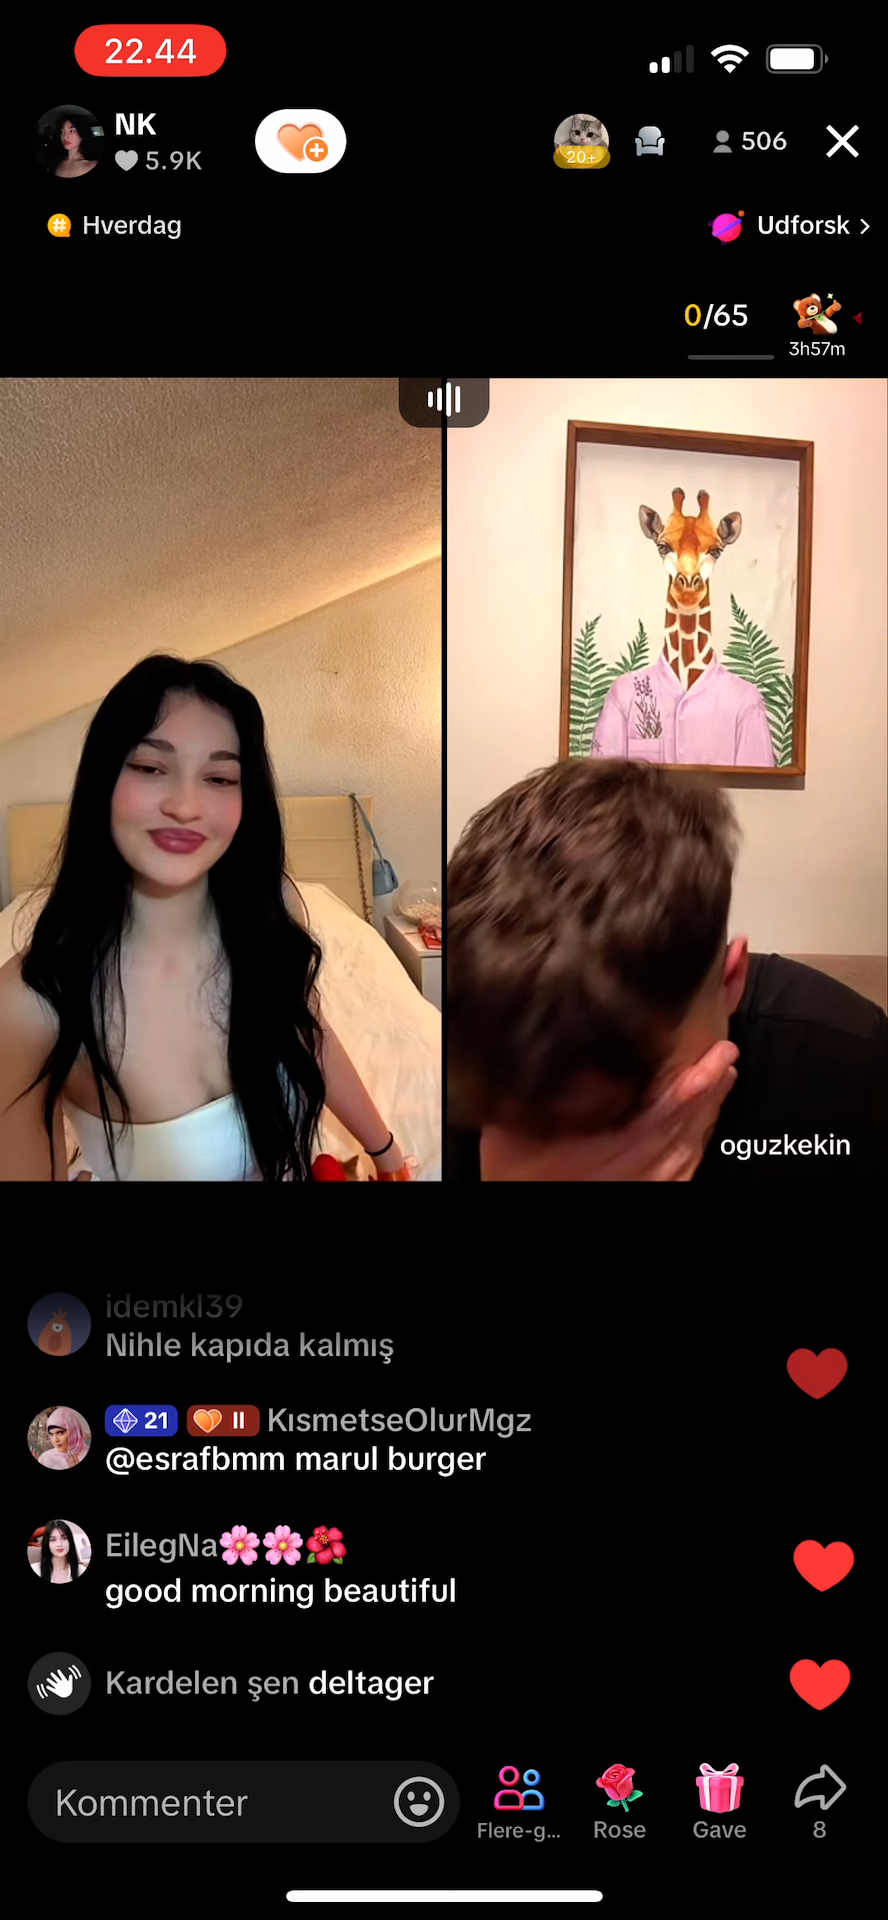 22.44
NK
5.9K
20+
506
Hverdag
Udforsk >
0/65
3h57m
oguzkekin
idemkl39
Nihle kapıda kalmış
21 II KısmetseOlurMgz
@esrafbmm marul burger
EilegNa🌸🌸🌺
good morning beautiful
Kardelen şen deltager
Kommenter
Flere-g...
Rose
Gave
8